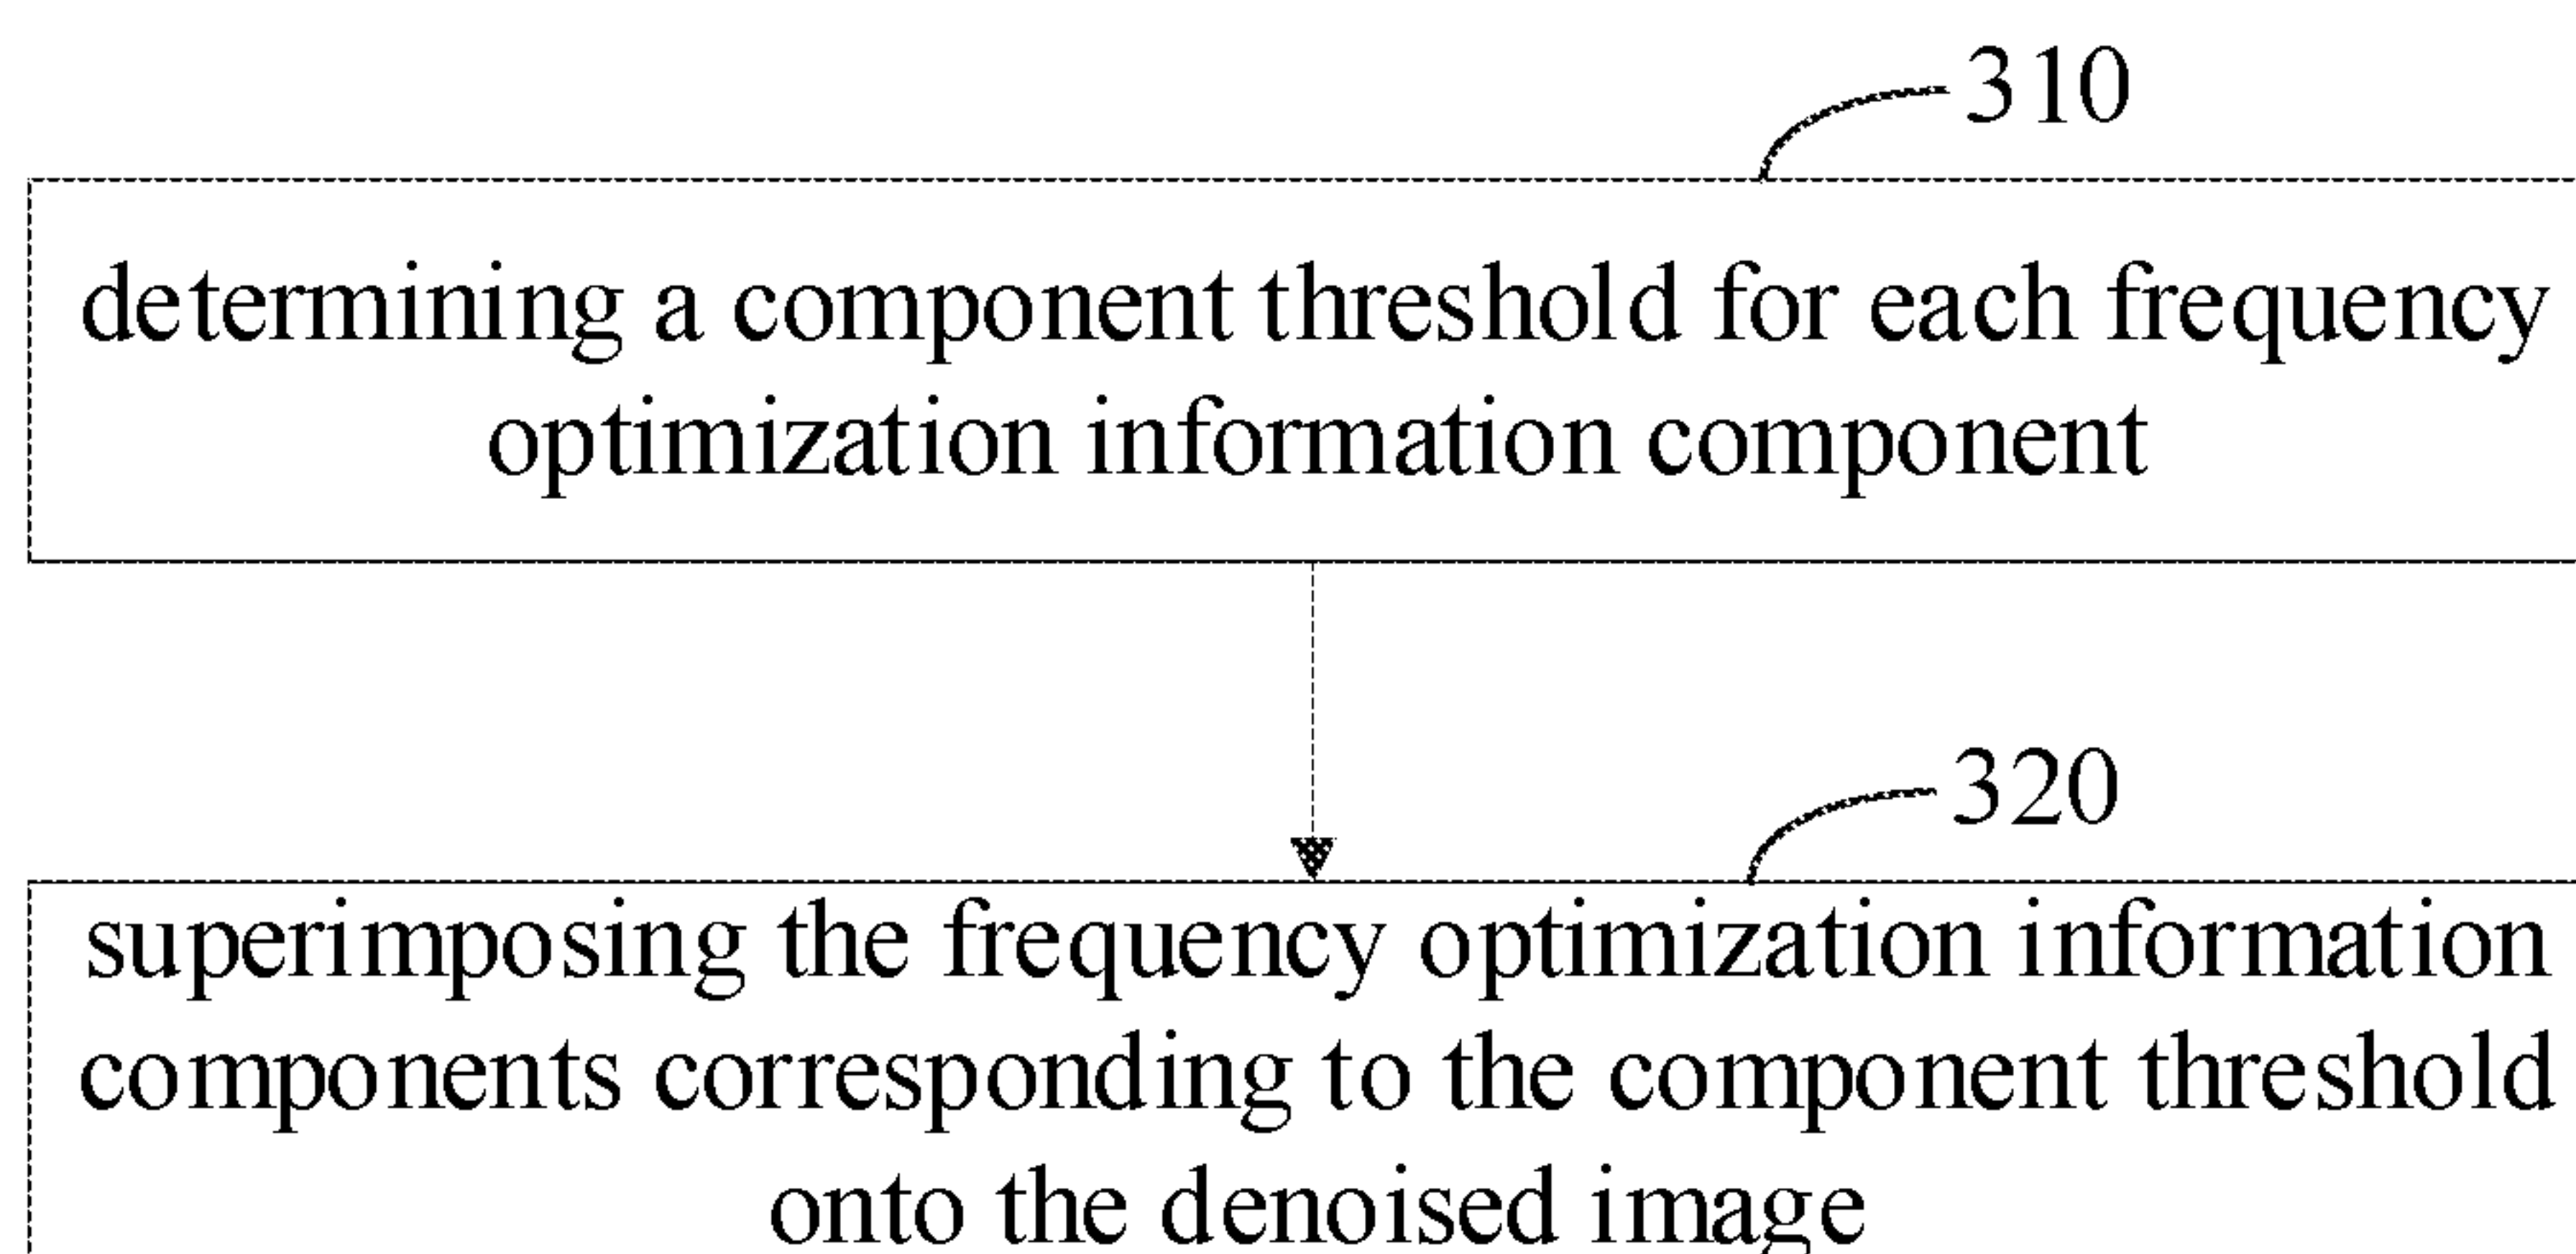 310
determining a component threshold for each frequency
optimization information component
320
superimposing the frequency optimization information
components corresponding to the component threshold
onto the denoised image